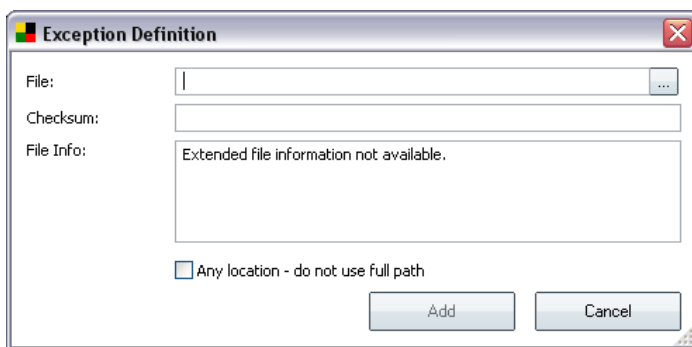 Exception Definition
File:
...
Checksum:
File Info:
Extended file information not available.
Any location - do not use full path
Add
Cancel